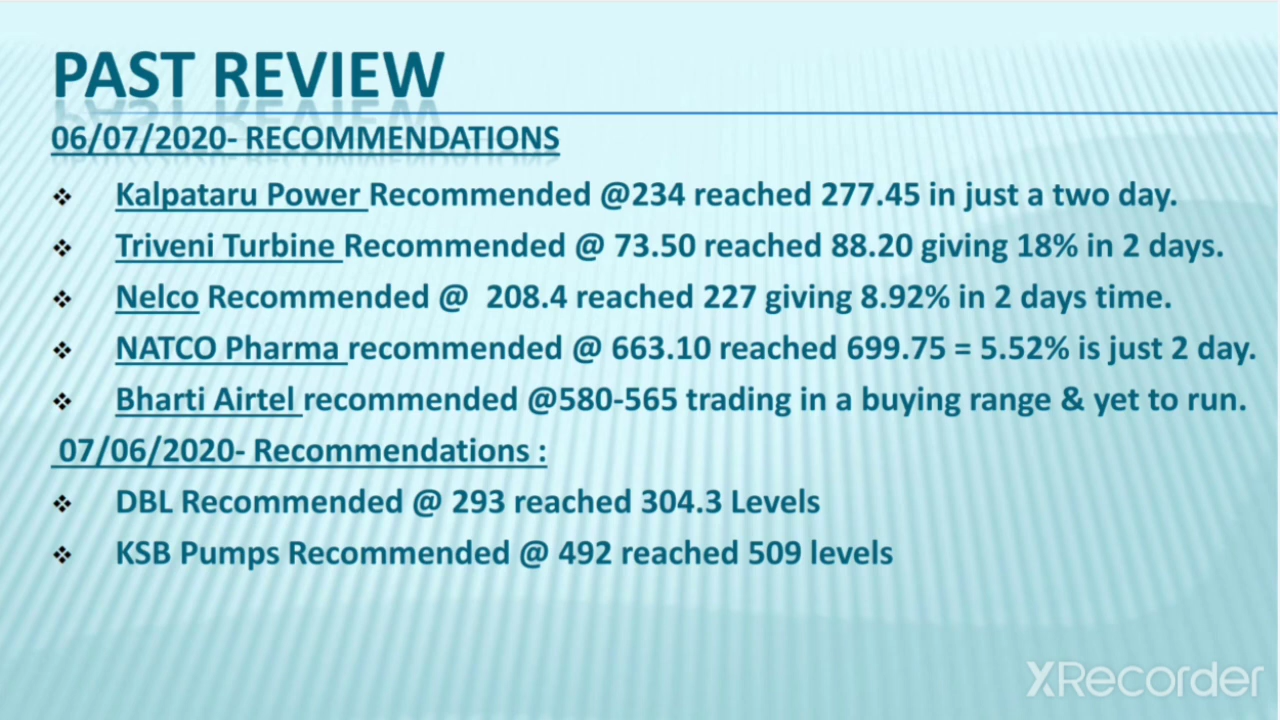 PAST REVIEW
06/07/2020- RECOMMENDATIONS
❖ Kalpataru Power Recommended @234 reached 277.45 in just a two day.
❖ Triveni Turbine Recommended @ 73.50 reached 88.20 giving 18% in 2 days.
❖ Nelco Recommended @ 208.4 reached 227 giving 8.92% in 2 days time.
❖ NATCO Pharma recommended @ 663.10 reached 699.75 = 5.52% is just 2 day.
❖ Bharti Airtel recommended @580-565 trading in a buying range & yet to run.
07/06/2020- Recommendations :
❖ DBL Recommended @ 293 reached 304.3 Levels
❖ KSB Pumps Recommended @ 492 reached 509 levels
XRecorder